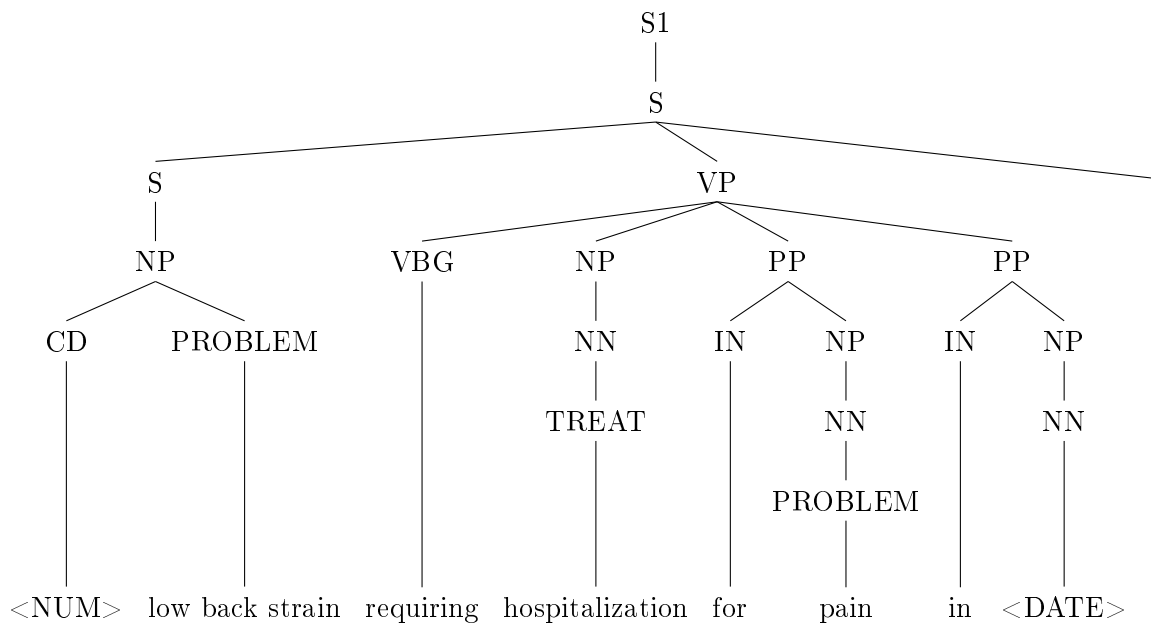 S1
S
S VP
NP VBG NP PP PP
CD PROBLEM NN IN NP IN NP
TREAT NN NN
PROBLEM
<NUM> low back strain requiring hospitalization for pain in <DATE>